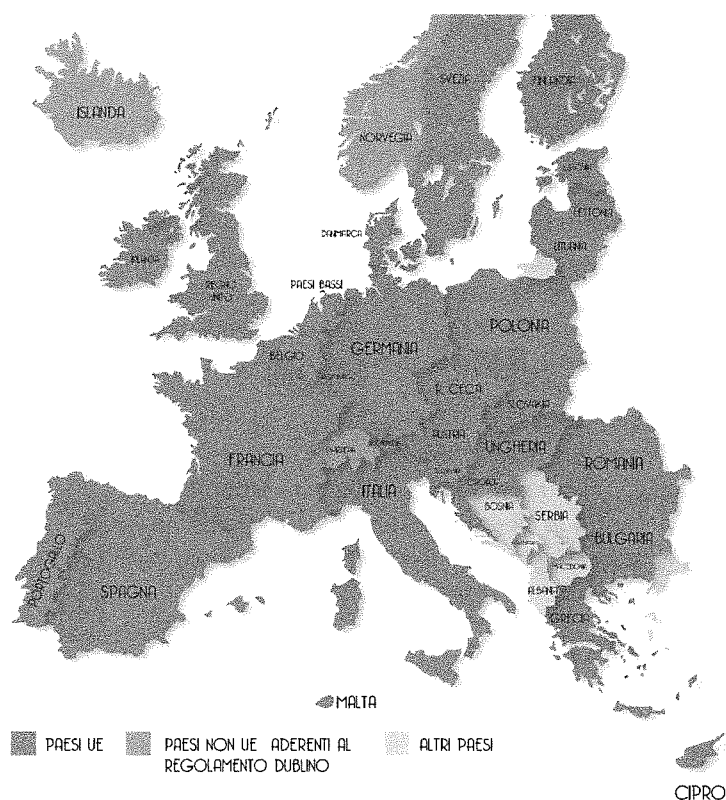 ISLANDA
SVEZIA
FINLANDIA
NORVEGIA
LETTONIA
DANIMARCA
LITUANIA
IRLANDA
REGNO
UNITO
PAESI BASSI
POLONIA
BELGIO
GERMANIA
R. CECA
SLOVAKIA
AUSTRIA
UNGHERIA
FRANCIA
ROMANIA
ITALIA
BOSNIA
SERBIA
BULGARIA
PORTOGALLO
SPAGNA
MACEDONIA
ALBANIA
GRECIA
MALTA
PAESI UE
PAESI NON UE ADERENTI AL
REGOLAMENTO DUBLINO
ALTRI PAESI
CIPRO